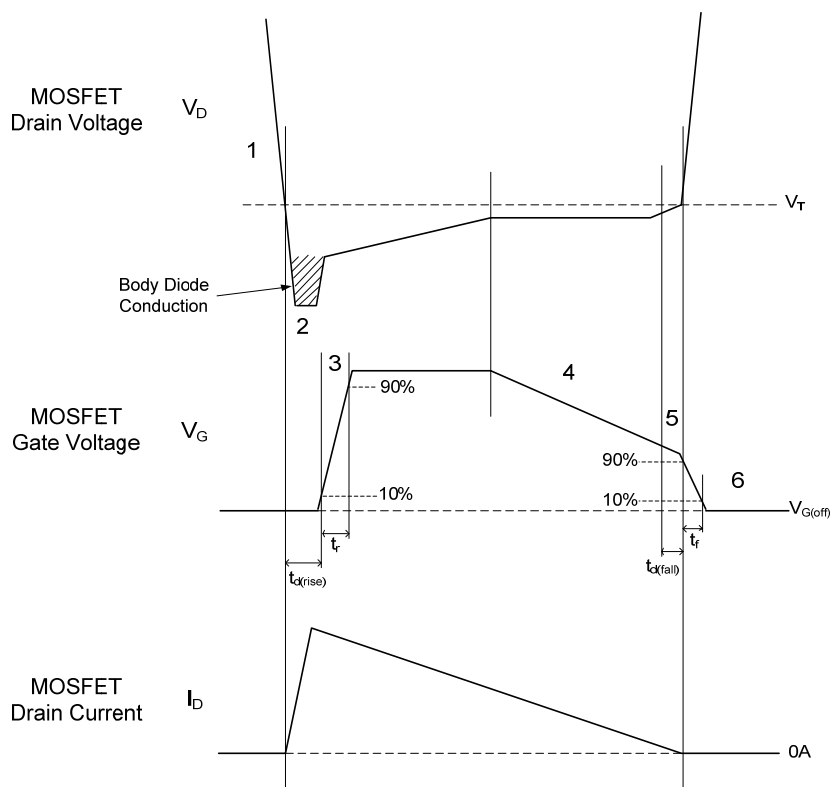 MOSFET
Drain Voltage
V_D
1
V_T
Body Diode
Conduction
2
3
4
90%
MOSFET
Gate Voltage
V_G
5
90%
10%
10%
6
V_G(off)
t_r
t_d(rise)
t_d(fall)
t_f
MOSFET
Drain Current
I_D
0A